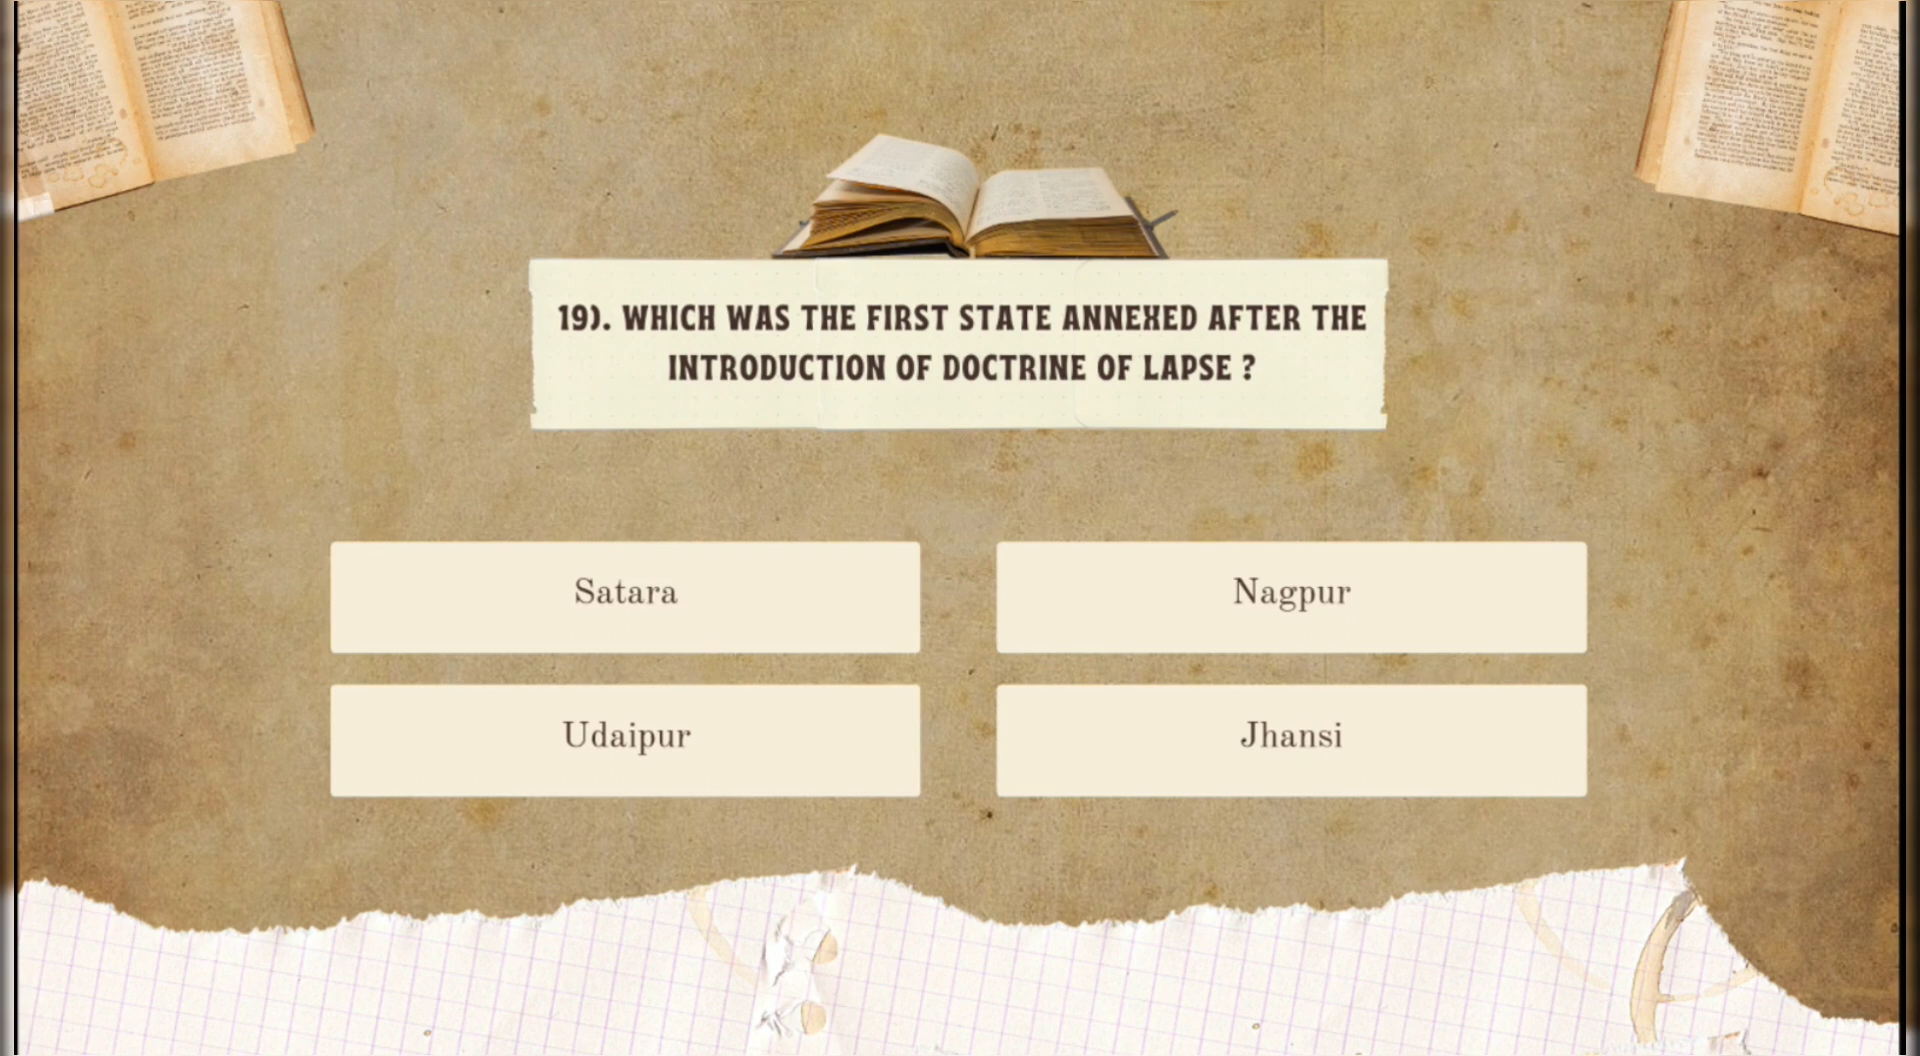 19). WHICH WAS THE FIRST STATE ANNEXED AFTER THE
INTRODUCTION OF DOCTRINE OF LAPSE ?
Satara
Nagpur
Udaipur
Jhansi